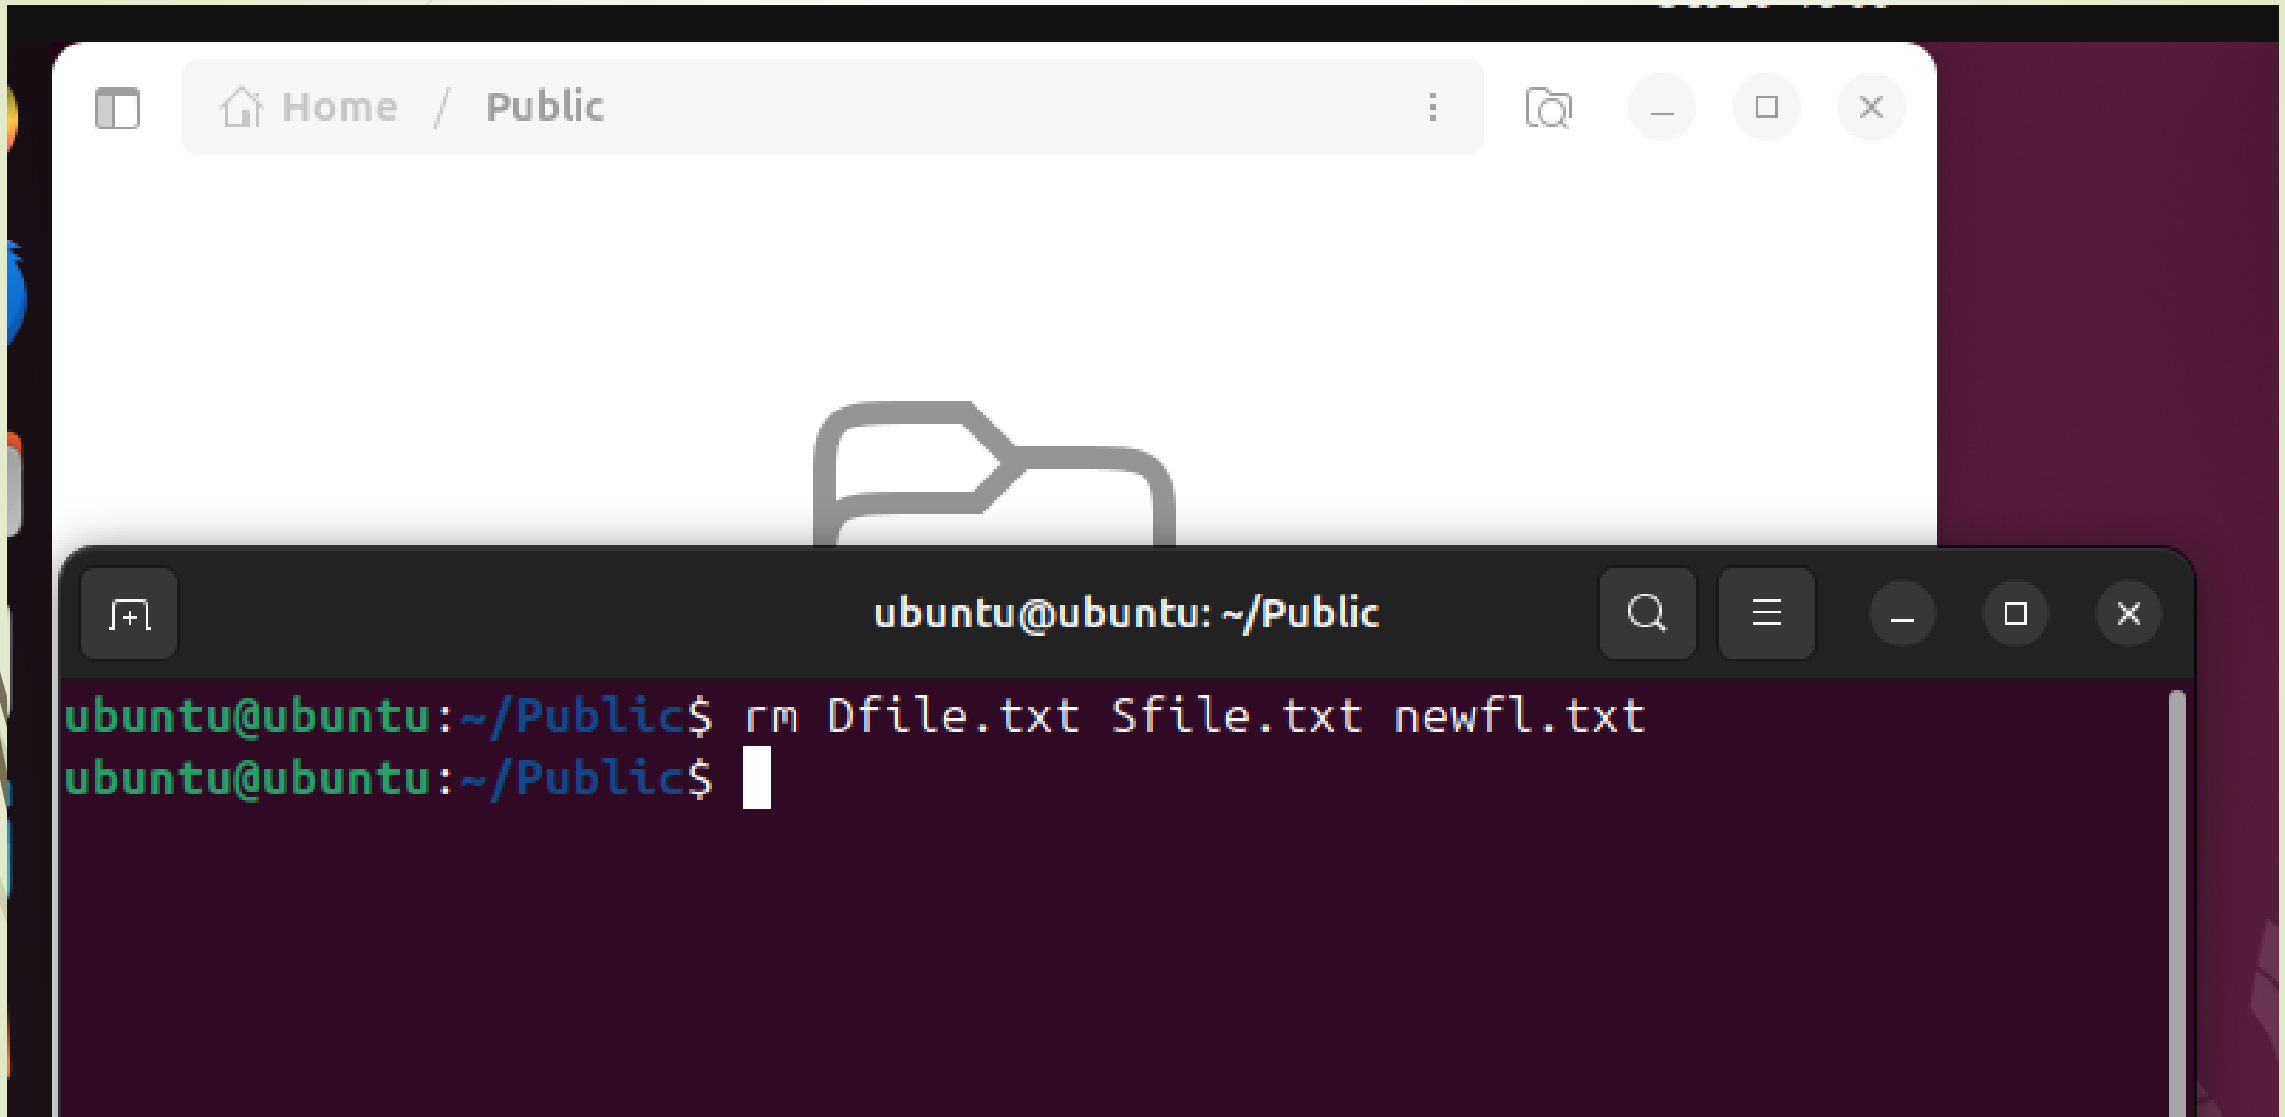 Home / Public
ubuntu@ubuntu: ~/Public
ubuntu@ubuntu:~/Public$ rm Dfile.txt Sfile.txt newfl.txt
ubuntu@ubuntu:~/Public$